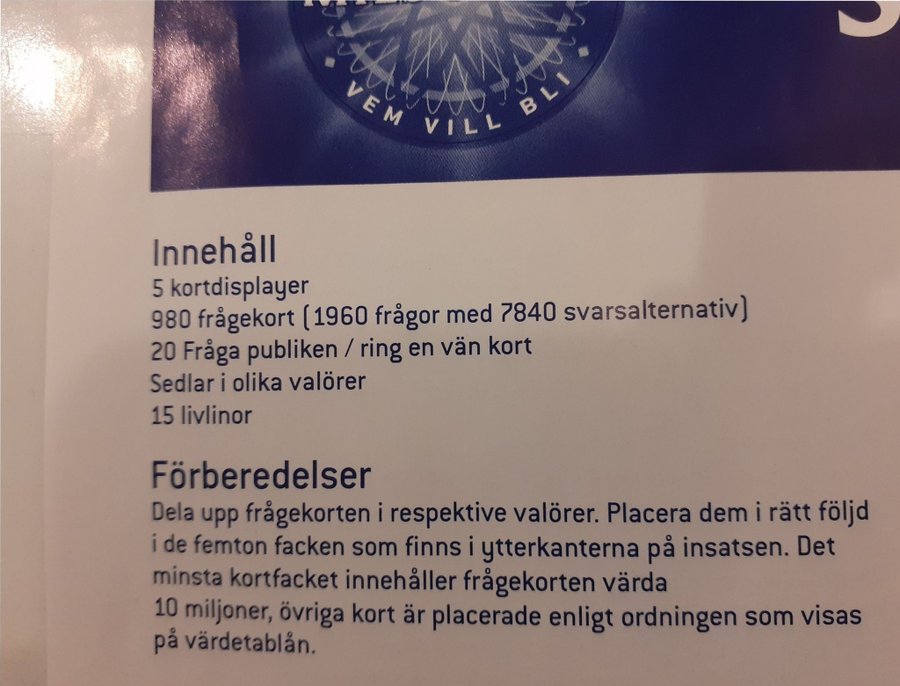 VEM VILL BLI
Innehåll
5 kortdisplayer
980 frågekort (1960 frågor med 7840 svarsalternativ)
20 Fråga publiken / ring en vän kort
Sedlar i olika valörer
15 livlinor
Förberedelser
Dela upp frågekorten i respektive valörer. Placera dem i rätt följd
i de femton facken som finns i ytterkanterna på insatsen. Det
minsta kortfacket innehåller frågekorten värda
10 miljoner, övriga kort är placerade enligt ordningen som visas
på värdetablån.